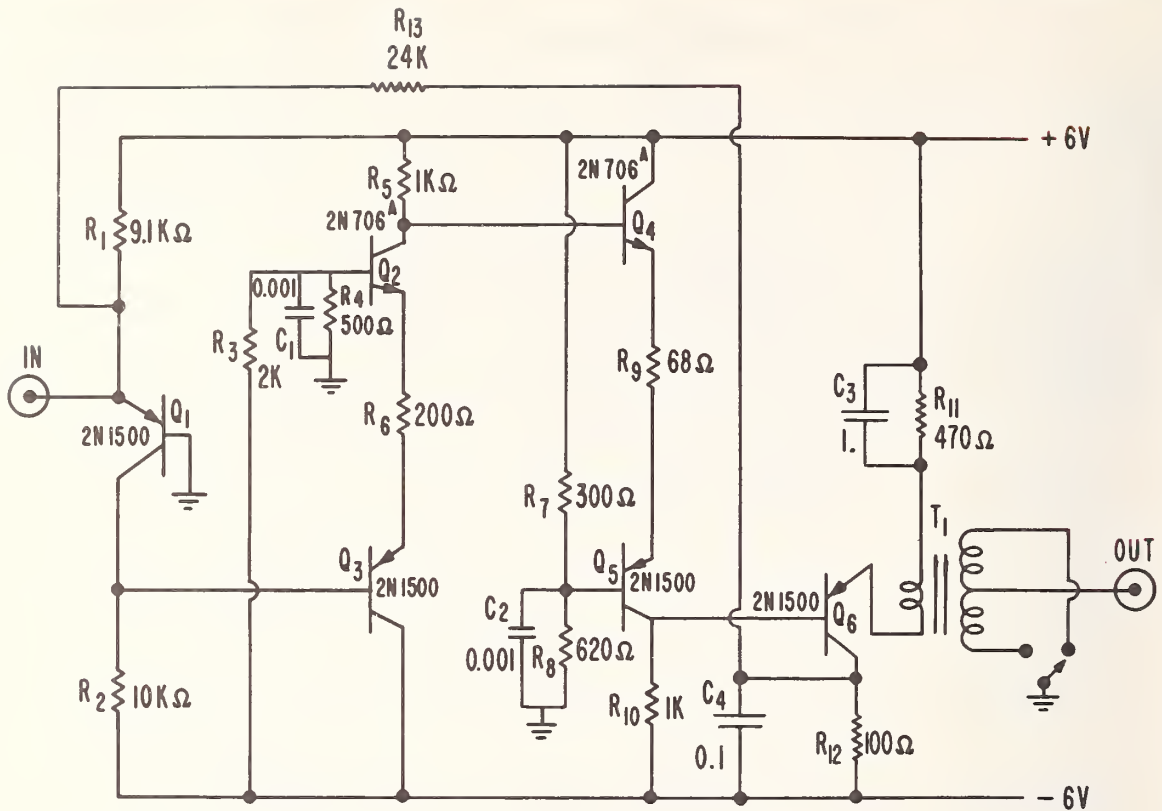 R13
24K
+ 6V
2N706A
R5 1KΩ
2N706A
Q4
R1 9.1KΩ
Q2
0.001
R4
500Ω
C1
R3
2K
R9 68Ω
C3
1.
R11
470Ω
IN
Q1
2N1500
R6 200Ω
R7 300Ω
T1
OUT
Q3
2N1500
Q5
2N1500
2N1500
Q6
C2
0.001
R8 620Ω
R2 10KΩ
R10 1K
C4
0.1
R12 100Ω
- 6V